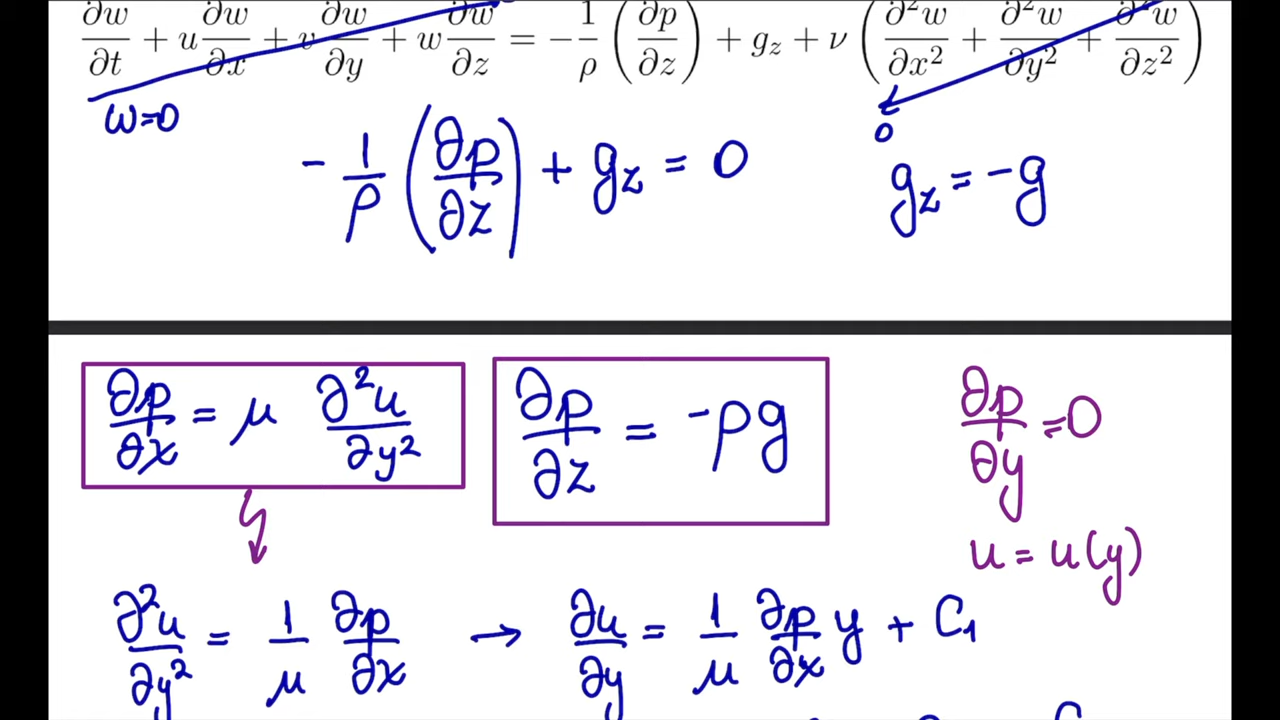 ∂w/∂t + u ∂w/∂x + v ∂w/∂y + w ∂w/∂z = −1/ρ (∂p/∂z) + g_z + ν (∂²w/∂x² + ∂²w/∂y² + ∂²w/∂z²)
w=0
0
−1/ρ (∂p/∂z) + g_z = 0
g_z = −g
∂p/∂x = μ ∂²u/∂y²
∂p/∂z = −ρg
∂p/∂y = 0
u = u(y)
∂²u/∂y² = 1/μ ∂p/∂x → ∂u/∂y = 1/μ ∂p/∂x y + C₁